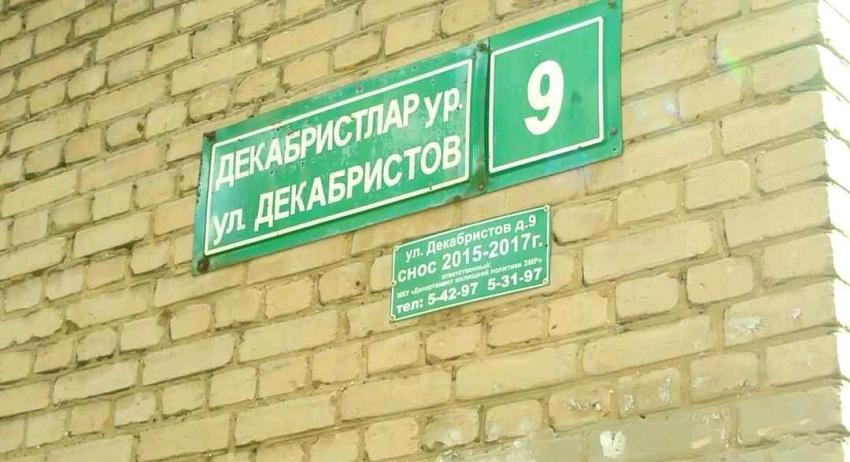 ДЕКАБРИСТЛАР ур.
ул. ДЕКАБРИСТОВ
9
ул. Декабристов д.9
СНОС 2015-2017г.
ответственный:
МКУ «Департамент жилищной политики ЗМР»
тел: 5-42-97 5-31-97